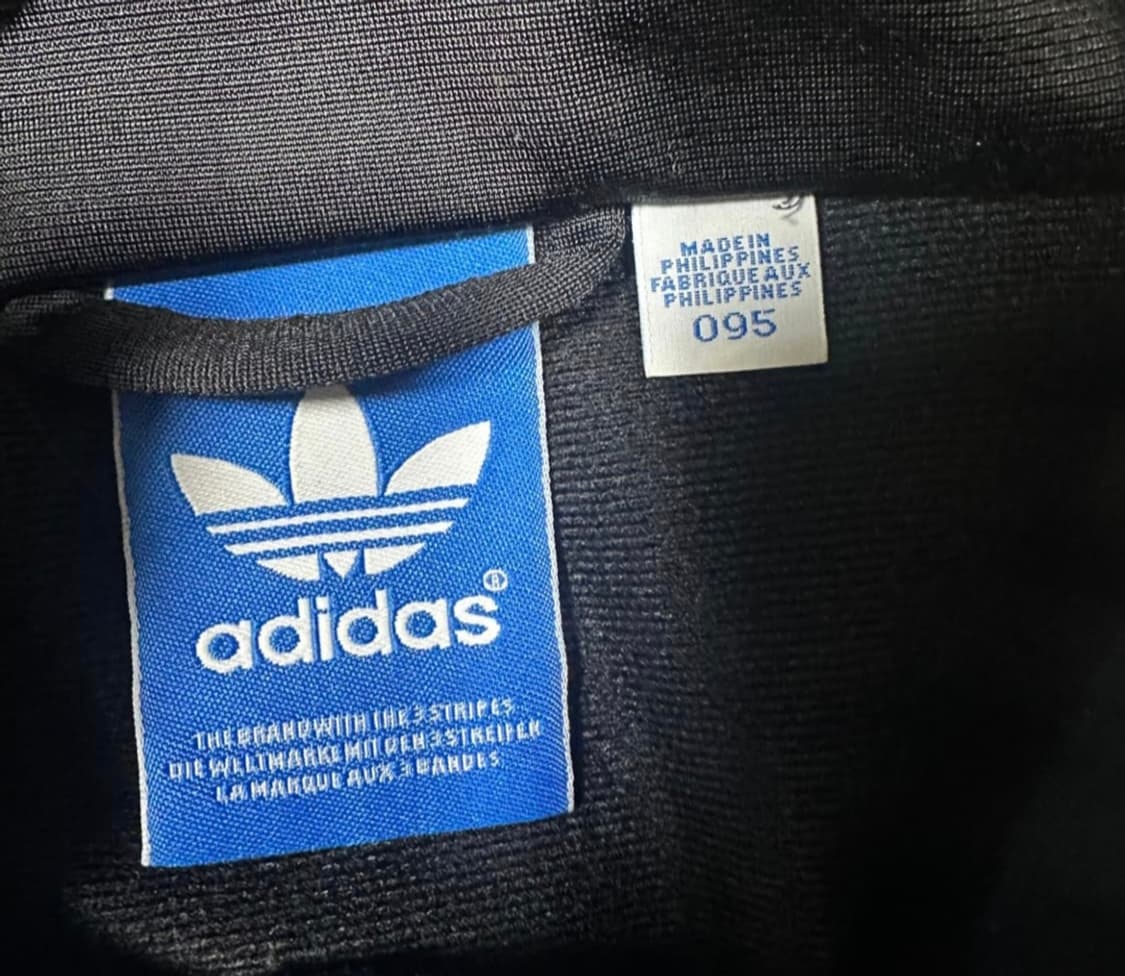 adidas®
THE BRAND WITH THE 3 STRIPES
DIE WELTMARKE MIT DEN 3 STREIFEN
LA MARQUE AUX 3 BANDES
MADE IN
PHILIPPINES
FABRIQUE AUX
PHILIPPINES
095